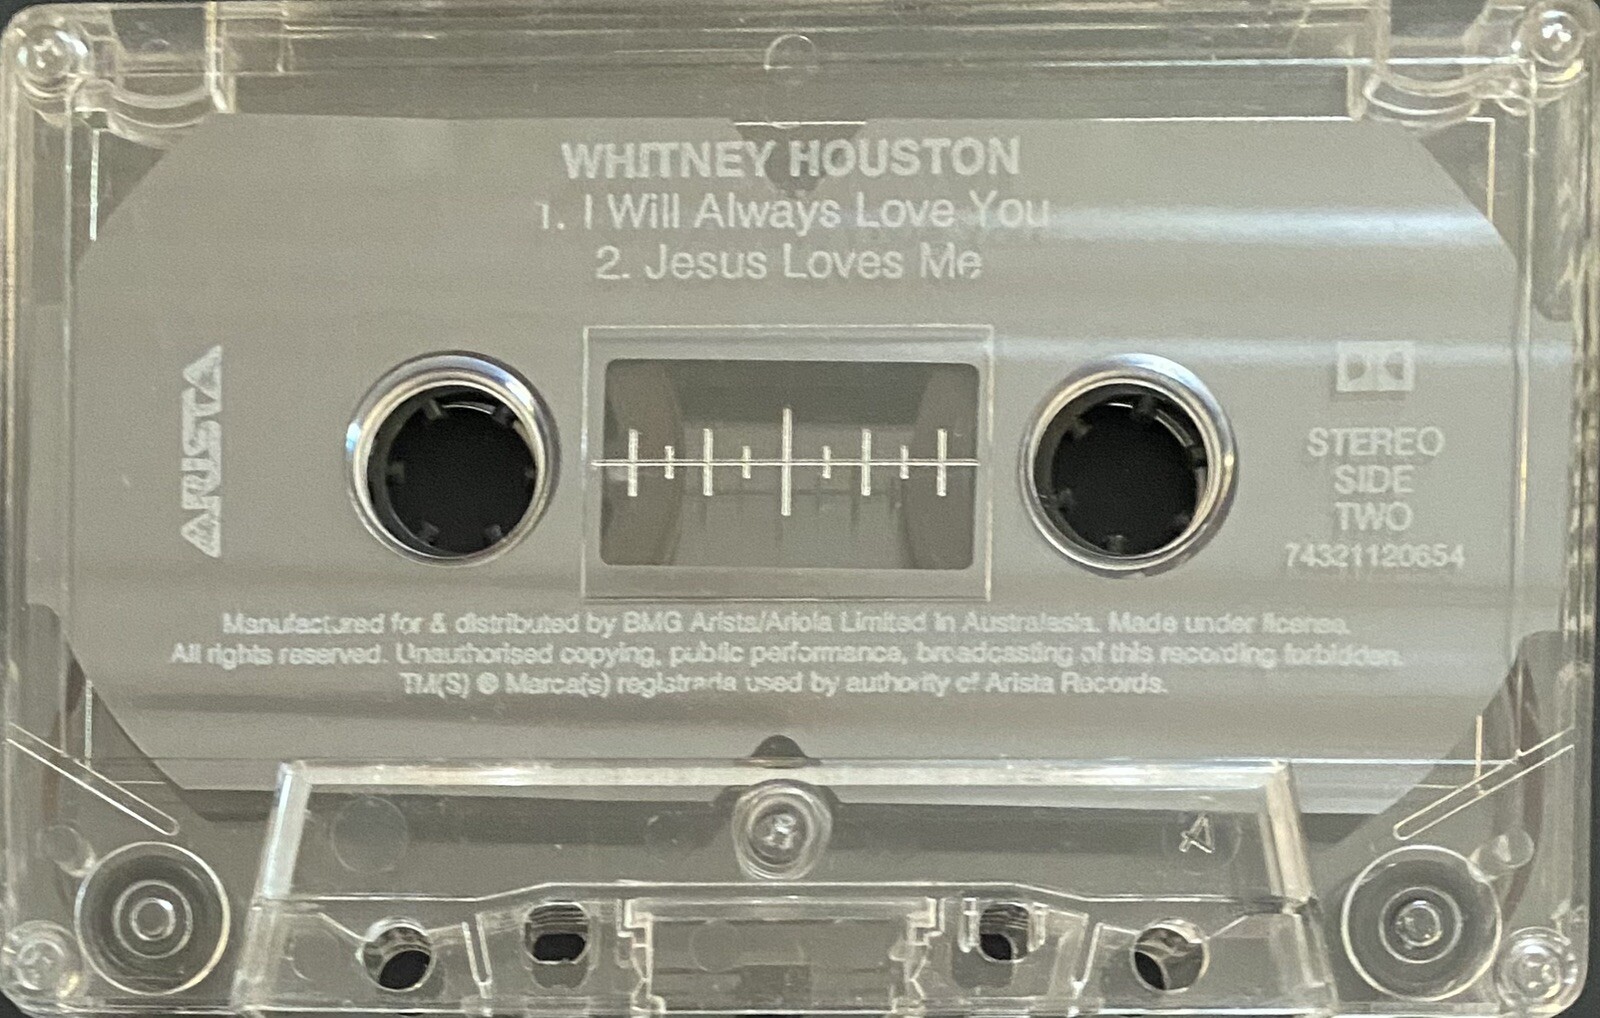 WHITNEY HOUSTON
1. I Will Always Love You
2. Jesus Loves Me
ARISTA
STEREO
SIDE
TWO
74321120654
Manufactured for & distributed by BMG Arista/Ariola Limited in Australasia. Made under license.
All rights reserved. Unauthorised copying, public performance, broadcasting of this recording forbidden.
TM(S) ® Marca(s) registrada used by authority of Arista Records.
A